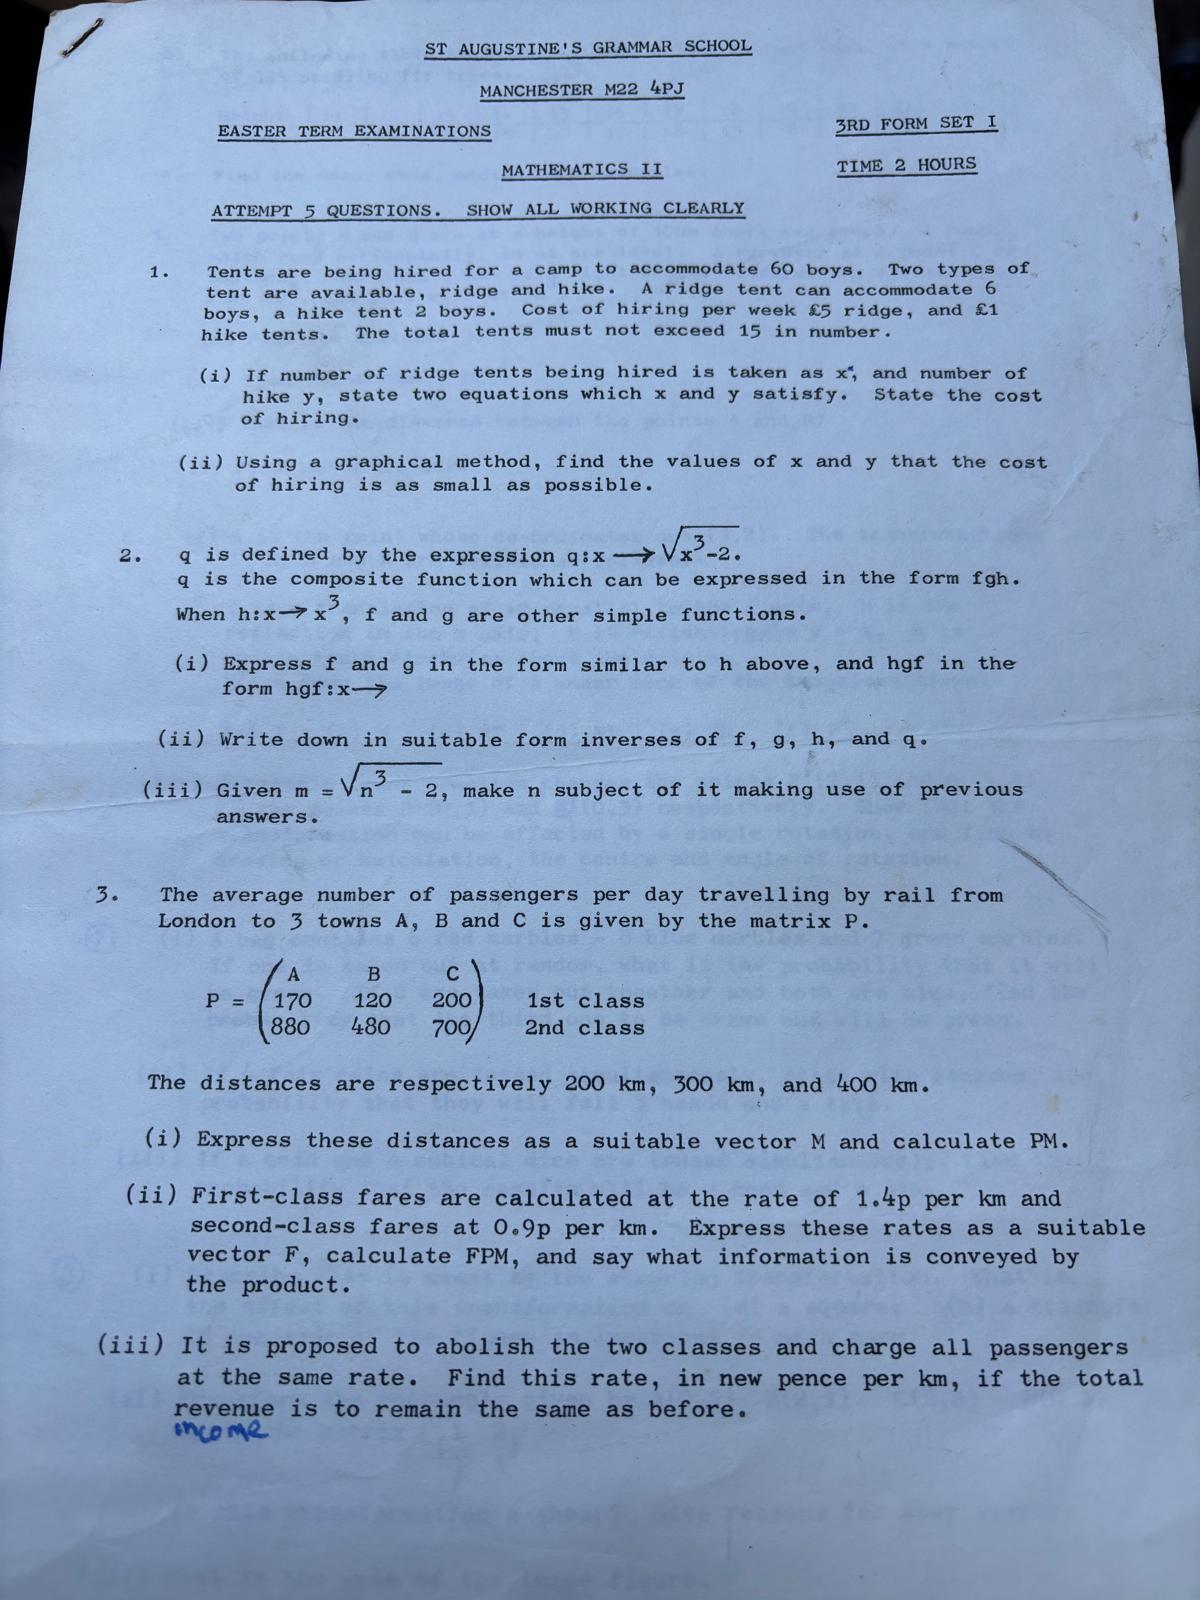 ST AUGUSTINE'S GRAMMAR SCHOOL
MANCHESTER M22 4PJ
EASTER TERM EXAMINATIONS
3RD FORM SET I
MATHEMATICS II
TIME 2 HOURS
ATTEMPT 5 QUESTIONS. SHOW ALL WORKING CLEARLY
1. Tents are being hired for a camp to accommodate 60 boys. Two types of
tent are available, ridge and hike. A ridge tent can accommodate 6
boys, a hike tent 2 boys. Cost of hiring per week £5 ridge, and £1
hike tents. The total tents must not exceed 15 in number.
(i) If number of ridge tents being hired is taken as x, and number of
hike y, state two equations which x and y satisfy. State the cost
of hiring.
(ii) Using a graphical method, find the values of x and y that the cost
of hiring is as small as possible.
2. q is defined by the expression q:x → √x³-2.
q is the composite function which can be expressed in the form fgh.
When h:x → x³, f and g are other simple functions.
(i) Express f and g in the form similar to h above, and hgf in the
form hgf:x →
(ii) Write down in suitable form inverses of f, g, h, and q.
(iii) Given m = √n³ - 2, make n subject of it making use of previous
answers.
3. The average number of passengers per day travelling by rail from
London to 3 towns A, B and C is given by the matrix P.
A B C
P = (170 120 200) 1st class
(880 480 700) 2nd class
The distances are respectively 200 km, 300 km, and 400 km.
(i) Express these distances as a suitable vector M and calculate PM.
(ii) First-class fares are calculated at the rate of 1.4p per km and
second-class fares at 0.9p per km. Express these rates as a suitable
vector F, calculate FPM, and say what information is conveyed by
the product.
(iii) It is proposed to abolish the two classes and charge all passengers
at the same rate. Find this rate, in new pence per km, if the total
revenue is to remain the same as before.
income